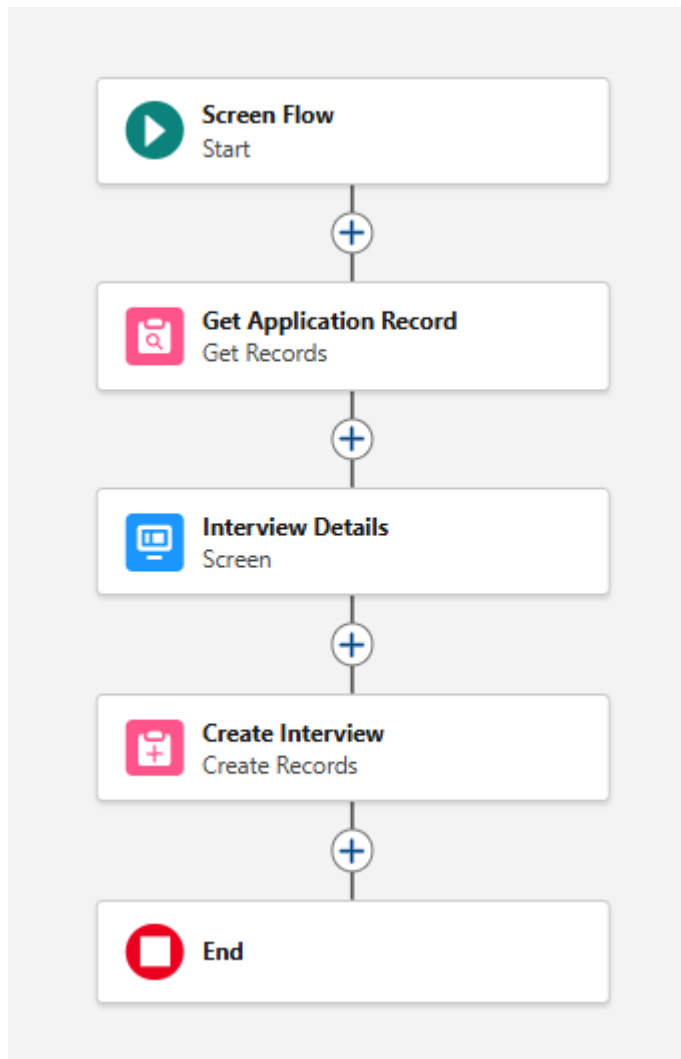 Screen Flow
Start
Get Application Record
Get Records
Interview Details
Screen
Create Interview
Create Records
End